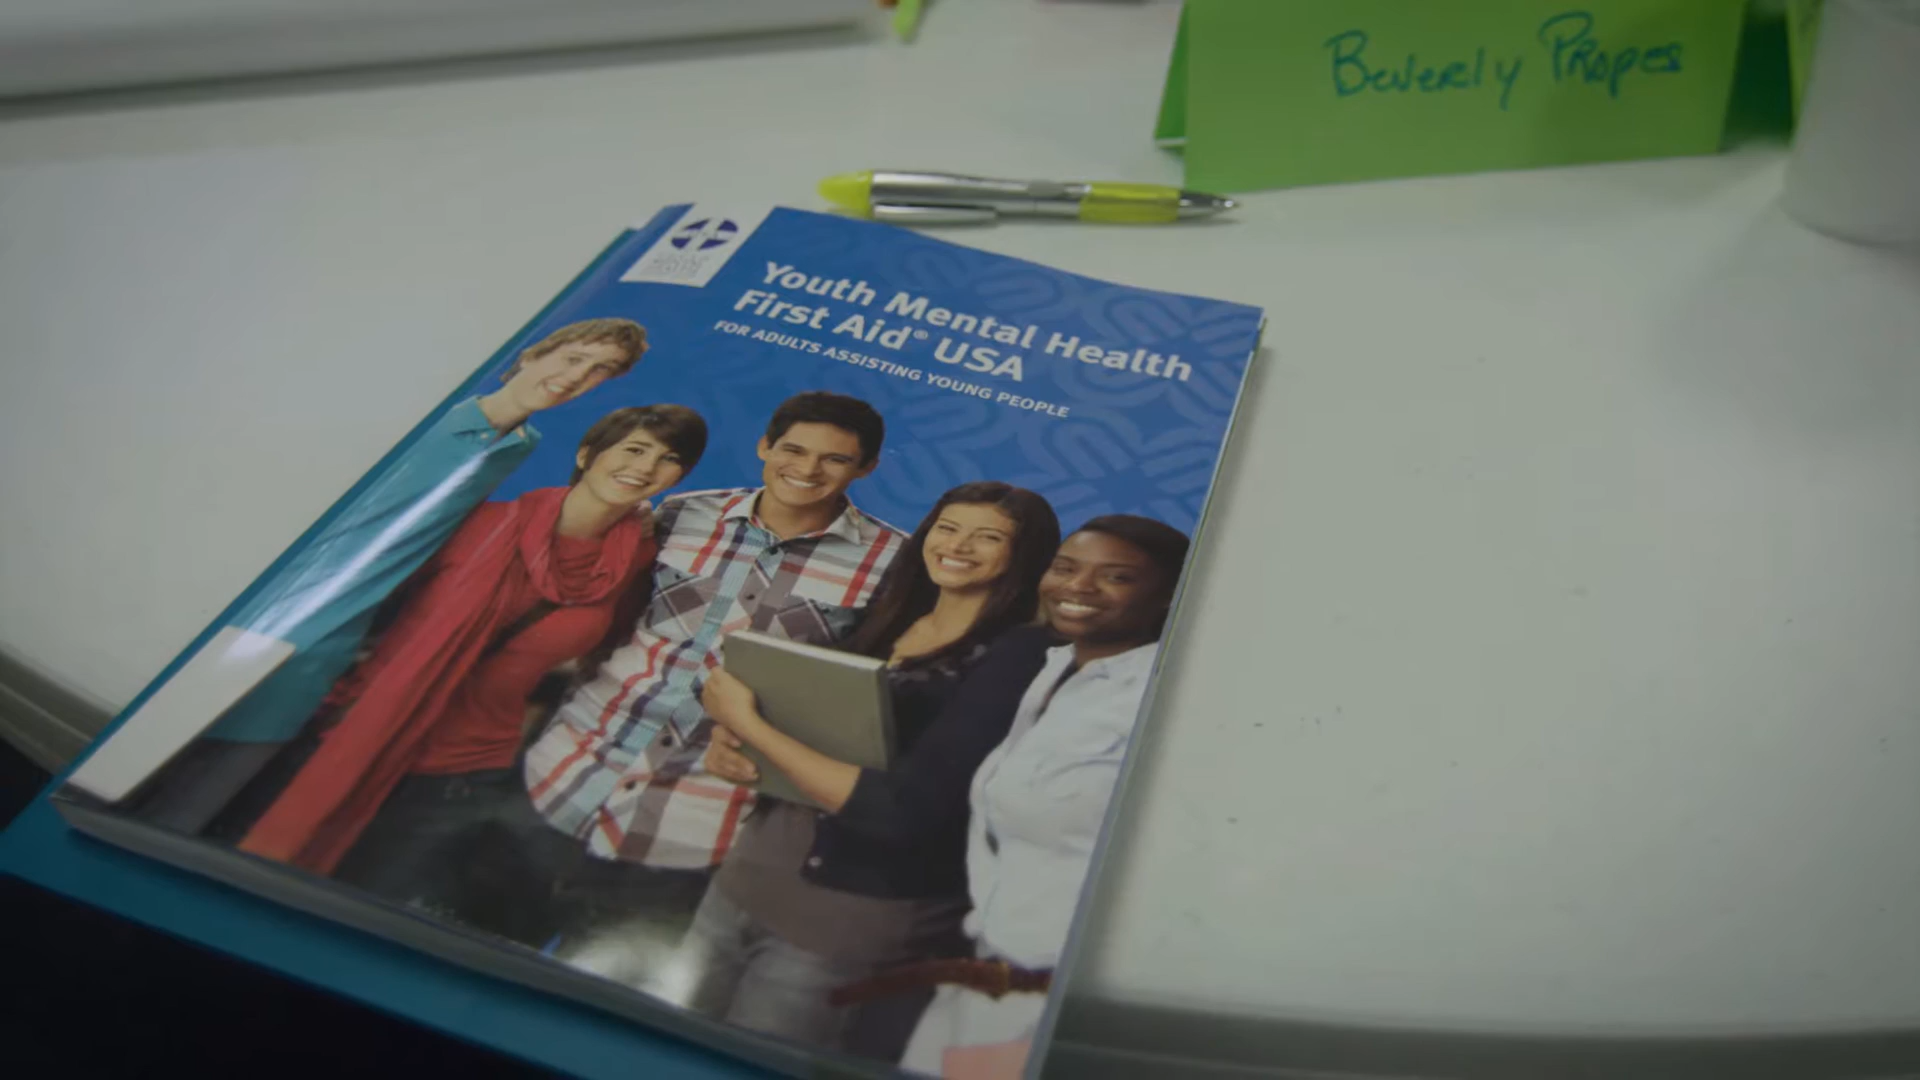 Beverly Propes
Youth Mental Health
First Aid® USA
FOR ADULTS ASSISTING YOUNG PEOPLE